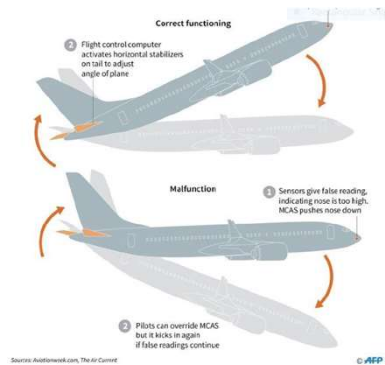 Correct functioning
2 Flight control computer
activates horizontal stabilizers
on tail to adjust
angle of plane
Malfunction
1 Sensors give false reading,
indicating nose is too high.
MCAS pushes nose down
2 Pilots can override MCAS
but it kicks in again
if false readings continue
Sources: Aviationweek.com, The Air Current
© AFP